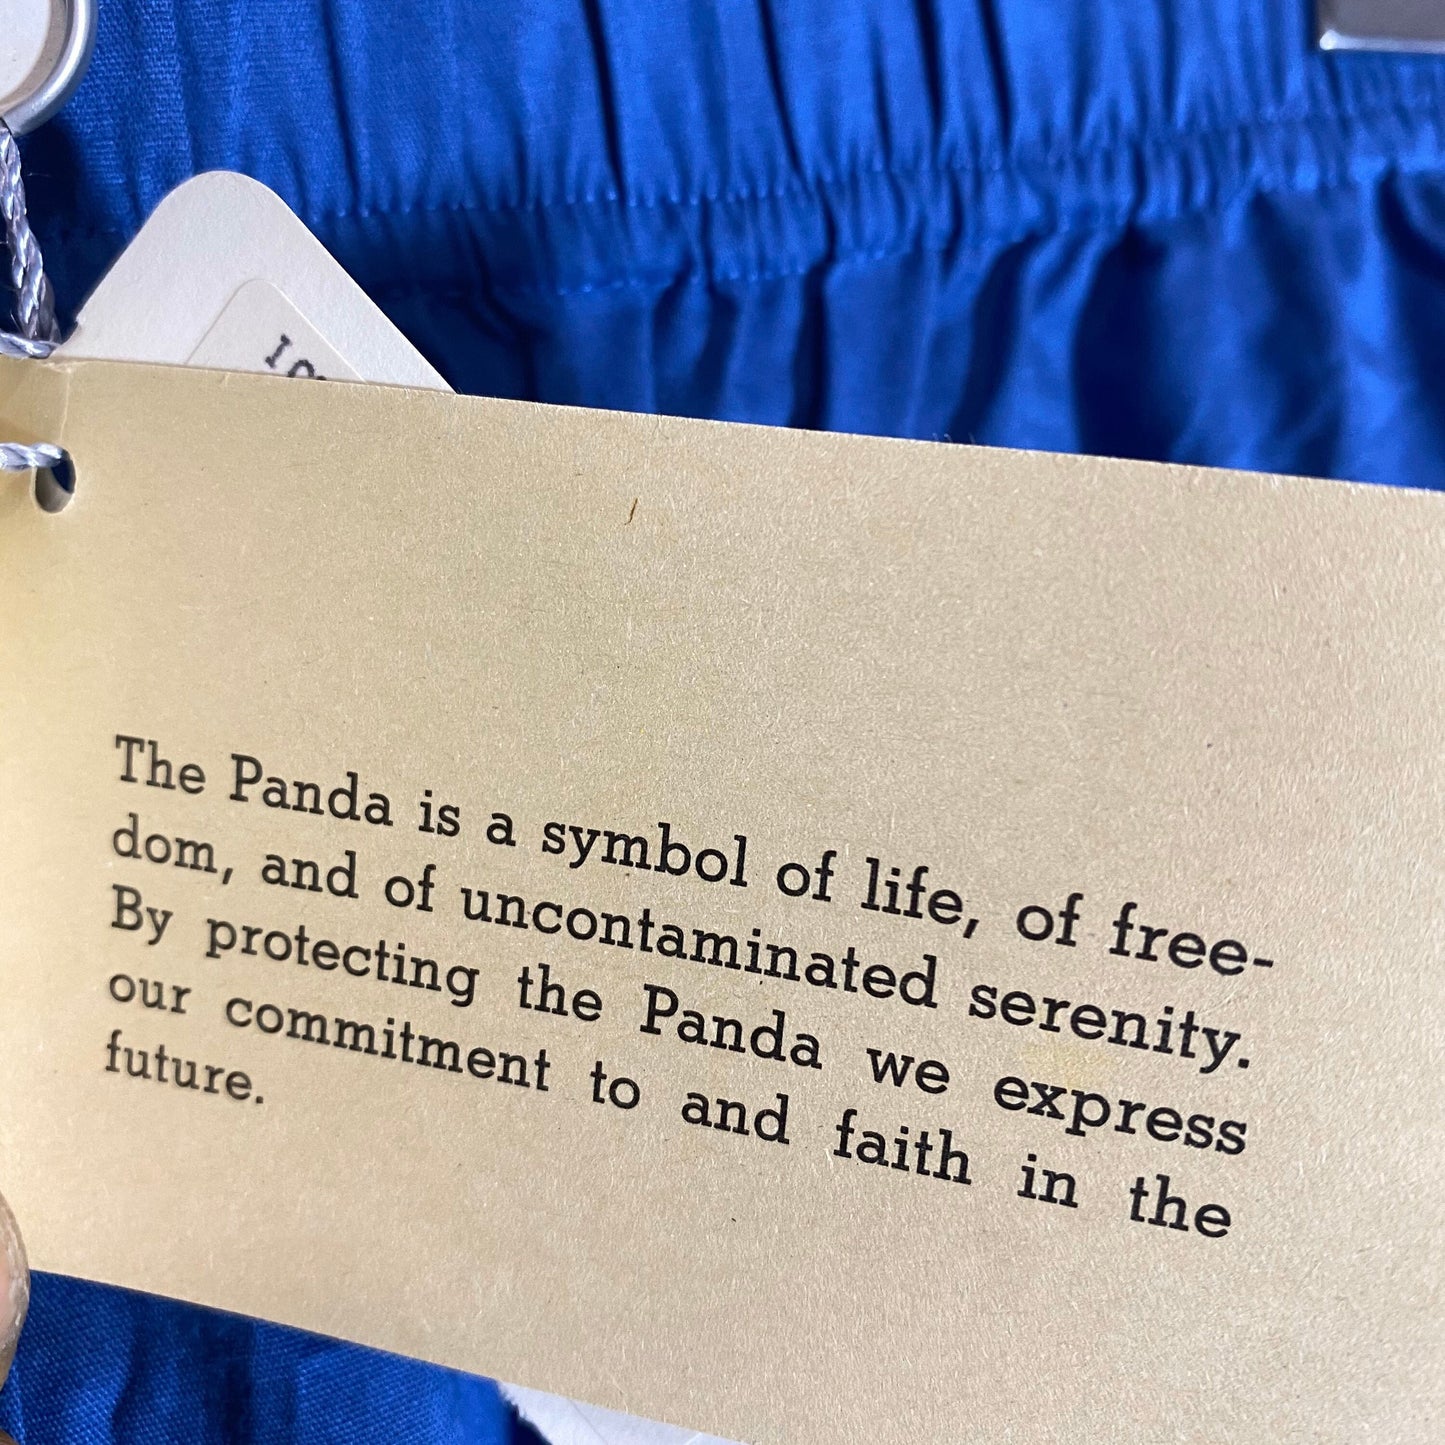 The Panda is a symbol of life, of free-
dom, and of uncontaminated serenity.
By protecting the Panda we express
our commitment to and faith in the
future.